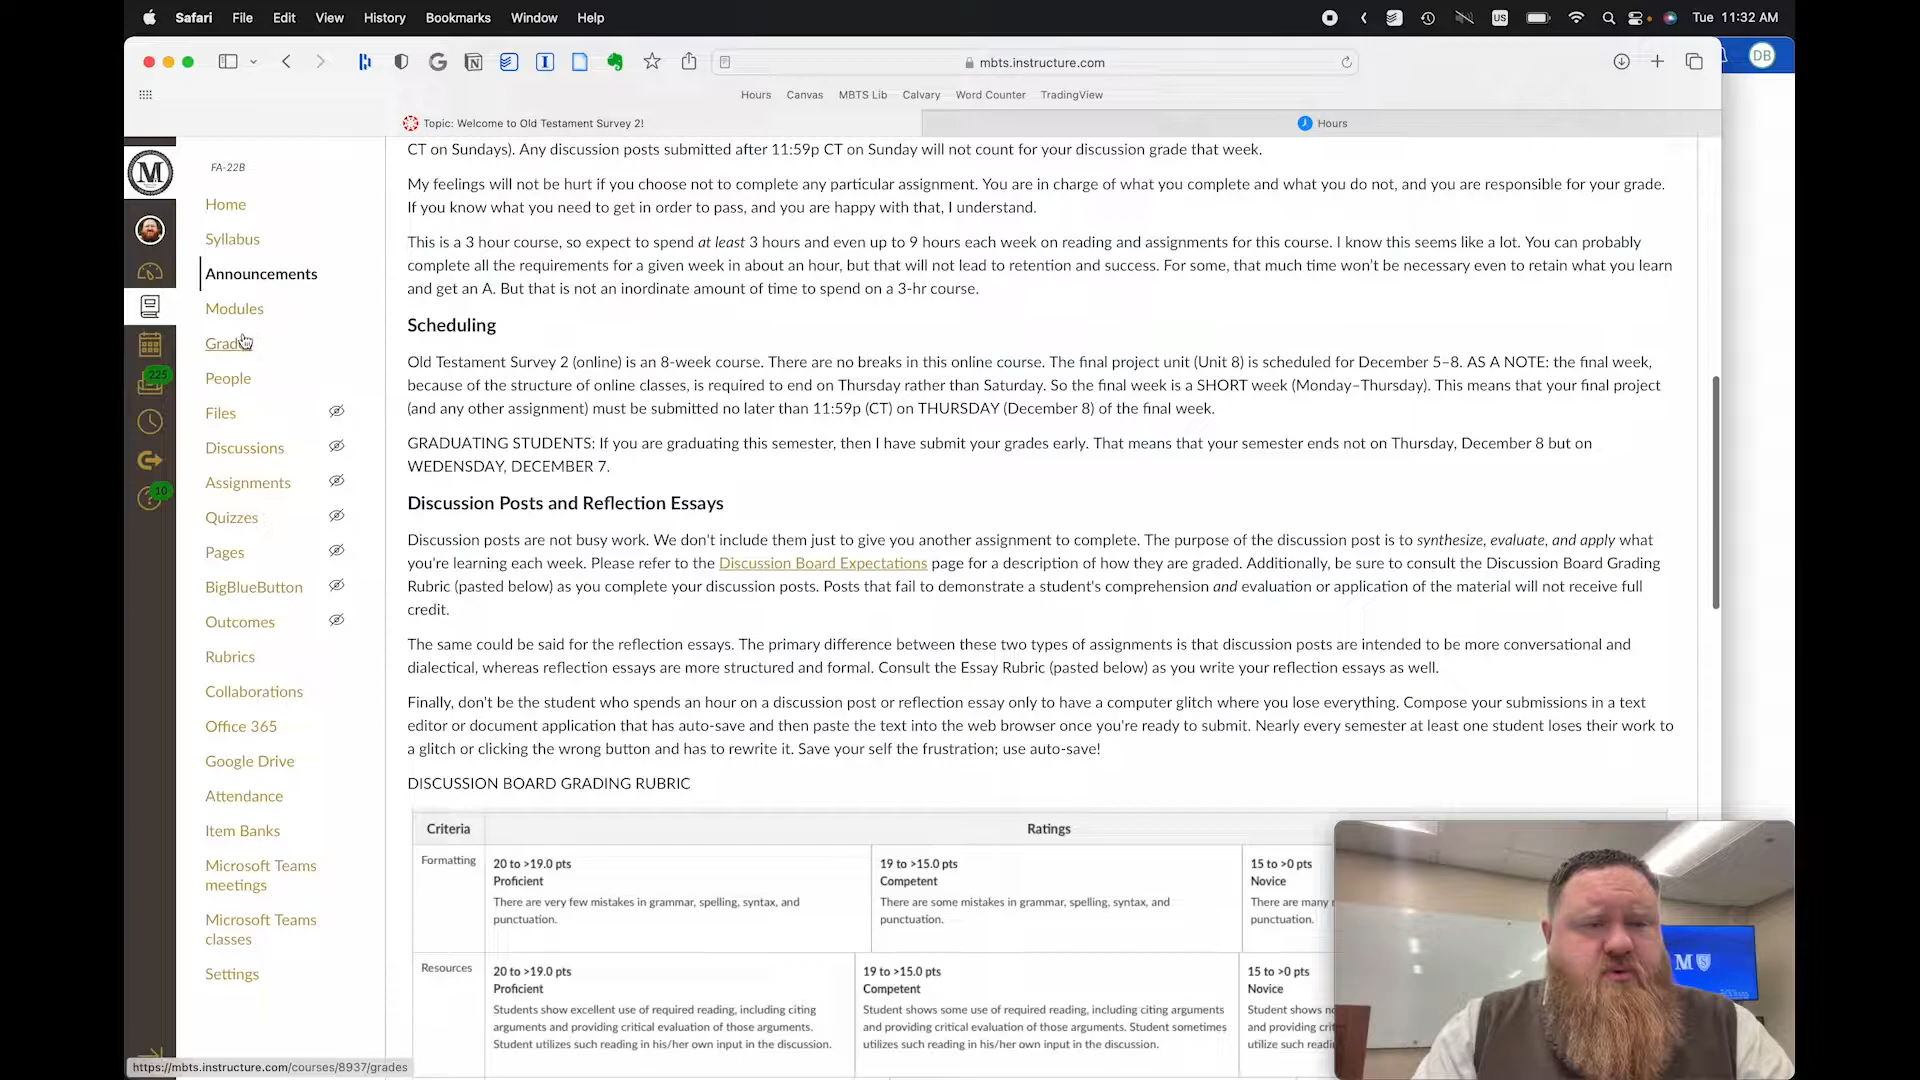 Safari File Edit View History Bookmarks Window Help
US
Tue 11:32 AM
mbts.instructure.com
DB
Hours Canvas MBTS Lib Calvary Word Counter TradingView
Topic: Welcome to Old Testament Survey 2!
Hours
M
FA-22B
Home
Syllabus
Announcements
Modules
Grades
People
Files
Discussions
Assignments
Quizzes
Pages
BigBlueButton
Outcomes
Rubrics
Collaborations
Office 365
Google Drive
Attendance
Item Banks
Microsoft Teams
meetings
Microsoft Teams
classes
Settings
225
10
CT on Sundays). Any discussion posts submitted after 11:59p CT on Sunday will not count for your discussion grade that week.
My feelings will not be hurt if you choose not to complete any particular assignment. You are in charge of what you complete and what you do not, and you are responsible for your grade.
If you know what you need to get in order to pass, and you are happy with that, I understand.
This is a 3 hour course, so expect to spend at least 3 hours and even up to 9 hours each week on reading and assignments for this course. I know this seems like a lot. You can probably
complete all the requirements for a given week in about an hour, but that will not lead to retention and success. For some, that much time won't be necessary even to retain what you learn
and get an A. But that is not an inordinate amount of time to spend on a 3-hr course.
Scheduling
Old Testament Survey 2 (online) is an 8-week course. There are no breaks in this online course. The final project unit (Unit 8) is scheduled for December 5–8. AS A NOTE: the final week,
because of the structure of online classes, is required to end on Thursday rather than Saturday. So the final week is a SHORT week (Monday–Thursday). This means that your final project
(and any other assignment) must be submitted no later than 11:59p (CT) on THURSDAY (December 8) of the final week.
GRADUATING STUDENTS: If you are graduating this semester, then I have submit your grades early. That means that your semester ends not on Thursday, December 8 but on
WEDENSDAY, DECEMBER 7.
Discussion Posts and Reflection Essays
Discussion posts are not busy work. We don't include them just to give you another assignment to complete. The purpose of the discussion post is to synthesize, evaluate, and apply what
you're learning each week. Please refer to the Discussion Board Expectations page for a description of how they are graded. Additionally, be sure to consult the Discussion Board Grading
Rubric (pasted below) as you complete your discussion posts. Posts that fail to demonstrate a student's comprehension and evaluation or application of the material will not receive full
credit.
The same could be said for the reflection essays. The primary difference between these two types of assignments is that discussion posts are intended to be more conversational and
dialectical, whereas reflection essays are more structured and formal. Consult the Essay Rubric (pasted below) as you write your reflection essays as well.
Finally, don't be the student who spends an hour on a discussion post or reflection essay only to have a computer glitch where you lose everything. Compose your submissions in a text
editor or document application that has auto-save and then paste the text into the web browser once you're ready to submit. Nearly every semester at least one student loses their work to
a glitch or clicking the wrong button and has to rewrite it. Save your self the frustration; use auto-save!
DISCUSSION BOARD GRADING RUBRIC
Criteria Ratings
Formatting
20 to >19.0 pts
Proficient
There are very few mistakes in grammar, spelling, syntax, and
punctuation.
19 to >15.0 pts
Competent
There are some mistakes in grammar, spelling, syntax, and
punctuation.
15 to >0 pts
Novice
There are many
punctuation.
Resources
20 to >19.0 pts
Proficient
Students show excellent use of required reading, including citing
arguments and providing critical evaluation of those arguments.
Student utilizes such reading in his/her own input in the discussion.
19 to >15.0 pts
Competent
Student shows some use of required reading, including citing arguments
and providing critical evaluation of those arguments. Student sometimes
utilizes such reading in his/her own input in the discussion.
15 to >0 pts
Novice
Student shows
and providing
utilize such
M
https://mbts.instructure.com/courses/8937/grades